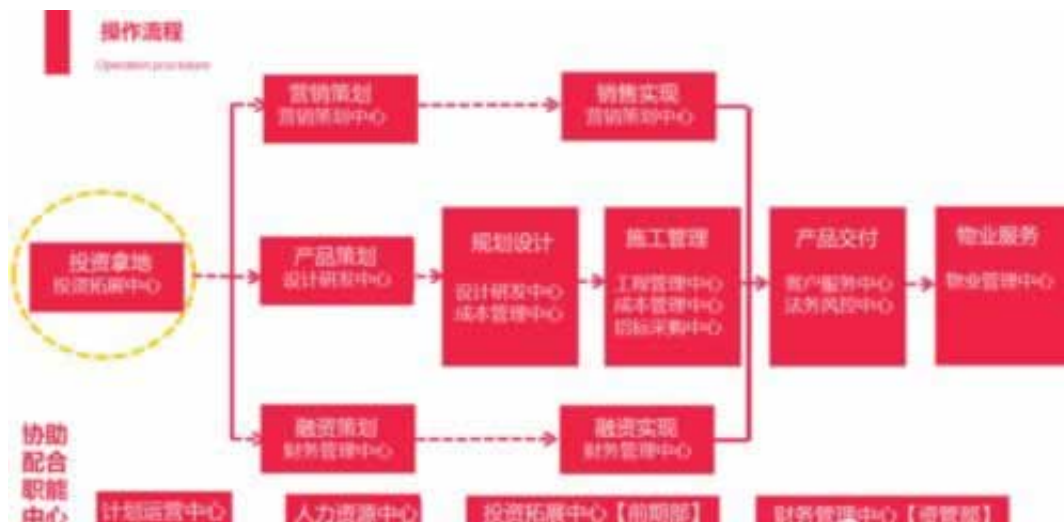 操作流程
Operation procedure
营销策划
营销策划中心
销售实现
营销策划中心
投资拿地
投资拓展中心
产品策划
设计研发中心
规划设计
设计研发中心
成本管理中心
施工管理
工程管理中心
成本管理中心
招标采购中心
产品交付
客户服务中心
法务风控中心
物业服务
物业管理中心
融资策划
财务管理中心
融资实现
财务管理中心
协助
配合
职能
中心
计划运营中心
人力资源中心
投资拓展中心【前期部】
财务管理中心【资管部】